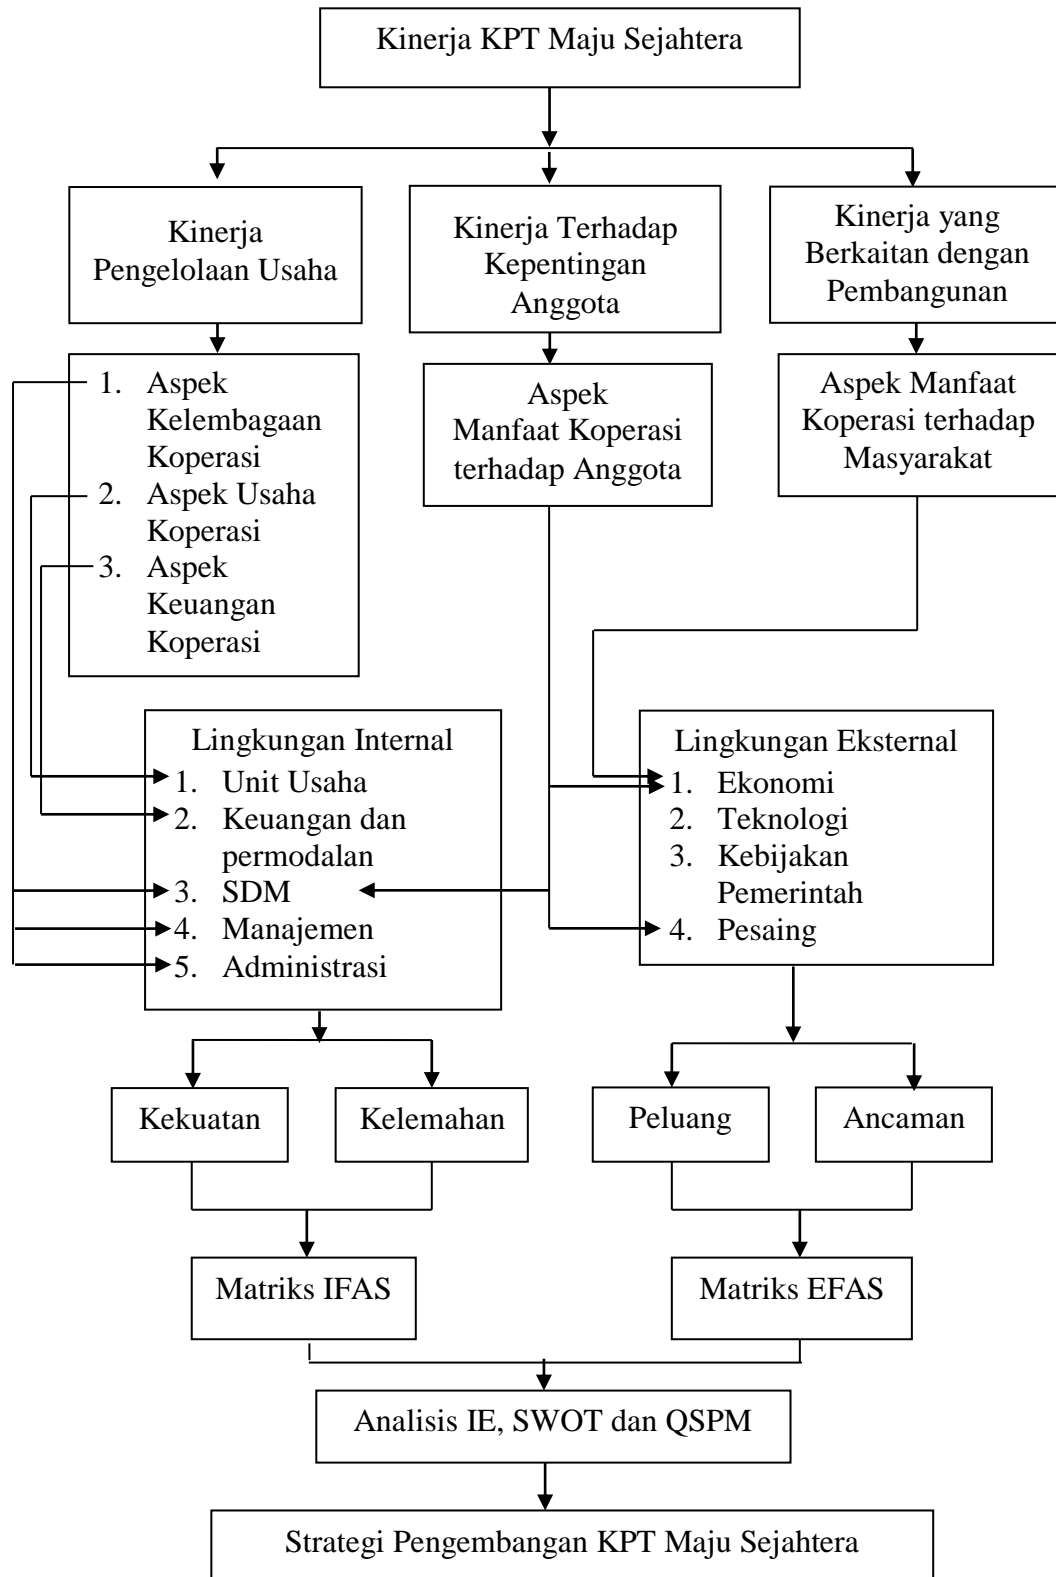 Kinerja KPT Maju Sejahtera
Kinerja
Pengelolaan Usaha
Kinerja Terhadap
Kepentingan
Anggota
Kinerja yang
Berkaitan dengan
Pembangunan
1. Aspek
Kelembagaan
Koperasi
2. Aspek Usaha
Koperasi
3. Aspek
Keuangan
Koperasi
Aspek
Manfaat Koperasi
terhadap Anggota
Aspek Manfaat
Koperasi terhadap
Masyarakat
Lingkungan Internal
1. Unit Usaha
2. Keuangan dan
permodalan
3. SDM
4. Manajemen
5. Administrasi
Lingkungan Eksternal
1. Ekonomi
2. Teknologi
3. Kebijakan
Pemerintah
4. Pesaing
Kekuatan
Kelemahan
Peluang
Ancaman
Matriks IFAS
Matriks EFAS
Analisis IE, SWOT dan QSPM
Strategi Pengembangan KPT Maju Sejahtera